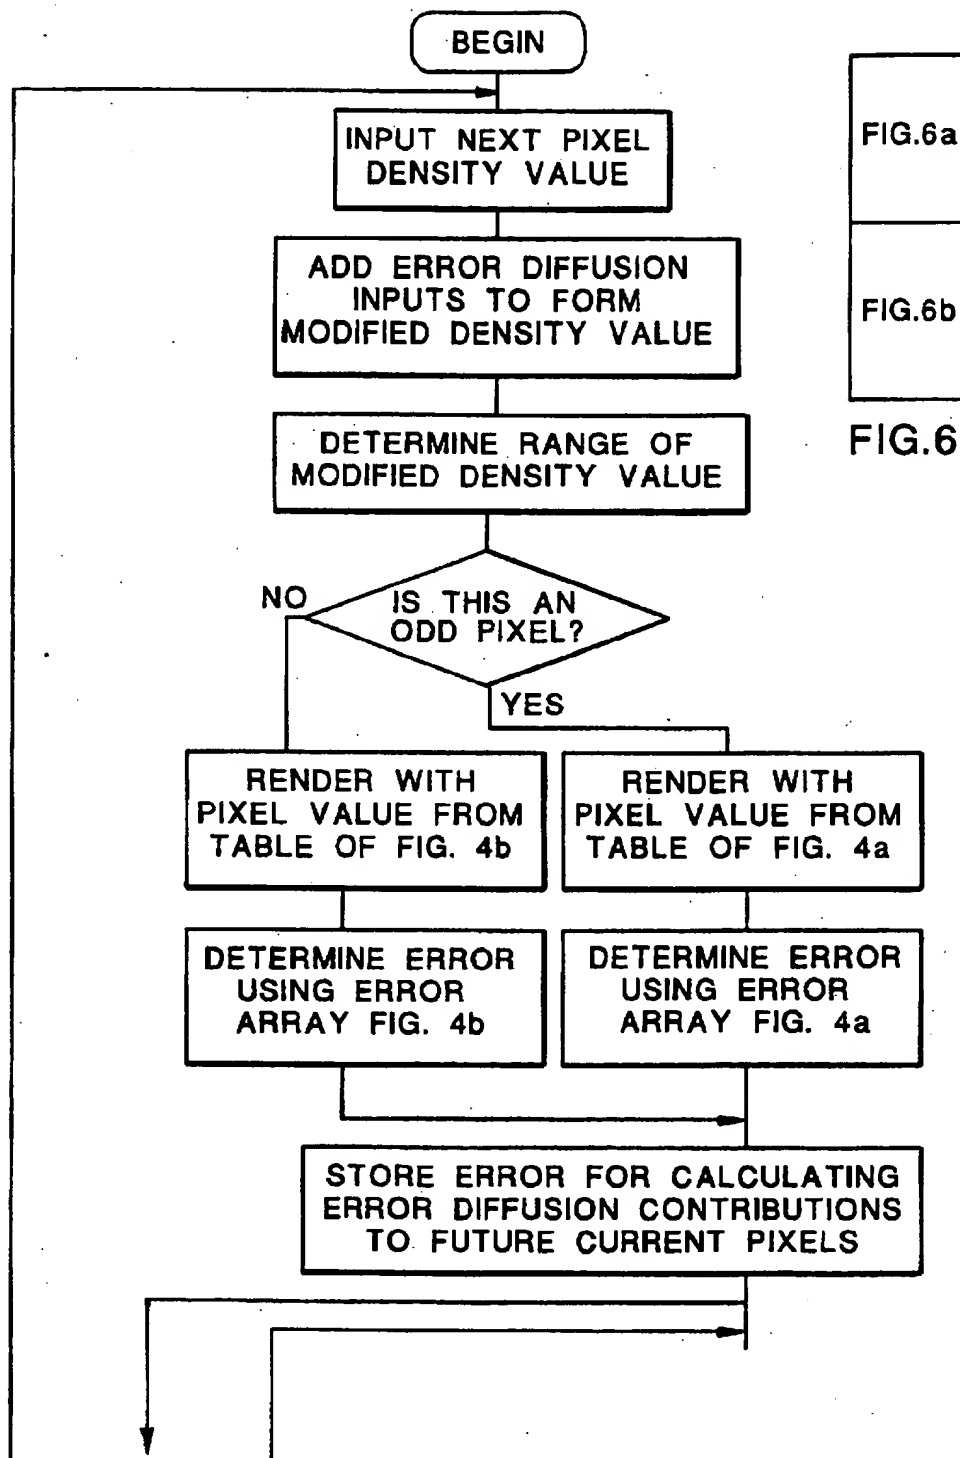 BEGIN
INPUT NEXT PIXEL
DENSITY VALUE
ADD ERROR DIFFUSION
INPUTS TO FORM
MODIFIED DENSITY VALUE
DETERMINE RANGE OF
MODIFIED DENSITY VALUE
IS THIS AN
ODD PIXEL?
NO
YES
RENDER WITH
PIXEL VALUE FROM
TABLE OF FIG. 4b
RENDER WITH
PIXEL VALUE FROM
TABLE OF FIG. 4a
DETERMINE ERROR
USING ERROR
ARRAY FIG. 4b
DETERMINE ERROR
USING ERROR
ARRAY FIG. 4a
STORE ERROR FOR CALCULATING
ERROR DIFFUSION CONTRIBUTIONS
TO FUTURE CURRENT PIXELS
FIG.6a
FIG.6b
FIG.6